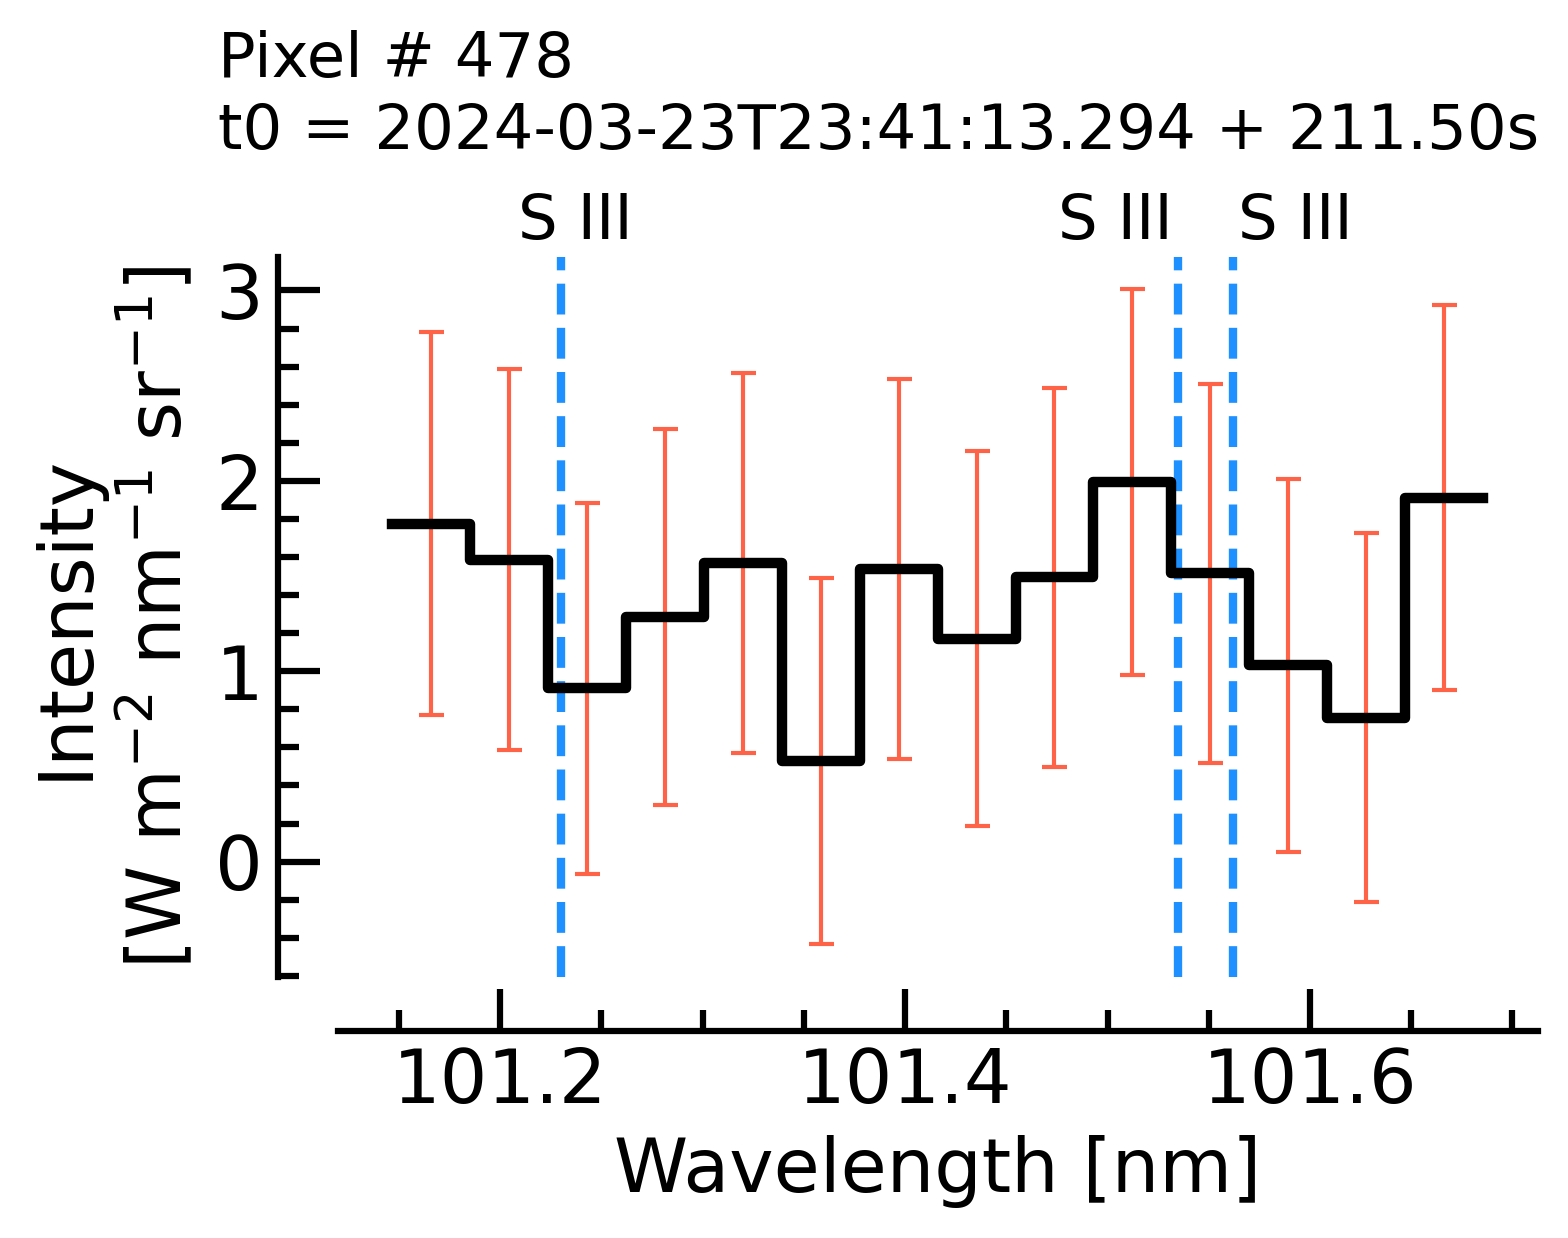 Pixel # 478
t0 = 2024-03-23T23:41:13.294 + 211.50s
S III S III S III
Intensity
[W m⁻² nm⁻¹ sr⁻¹]
3
2
1
0
101.2 101.4 101.6
Wavelength [nm]